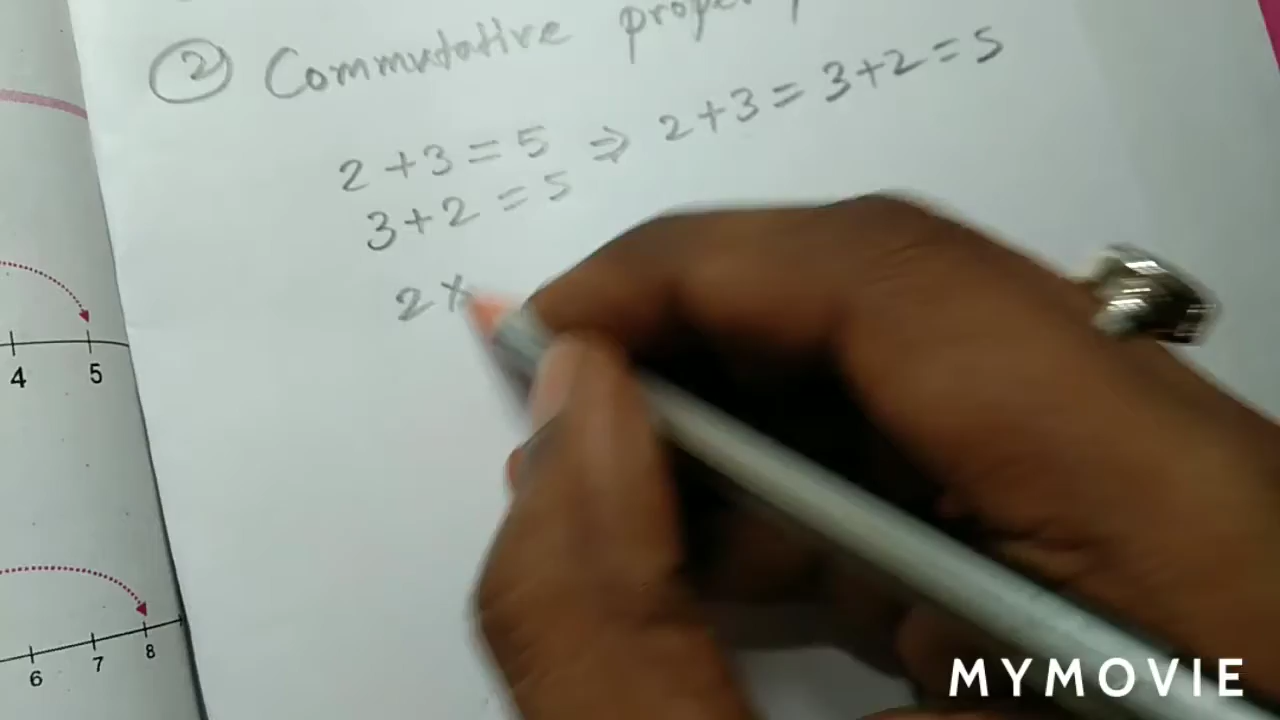 ② Commutative
2 + 3 = 5 ⇒ 2 + 3 = 3 + 2 = 5
3 + 2 = 5
2 ×
4 5
6 7 8
MYMOVIE